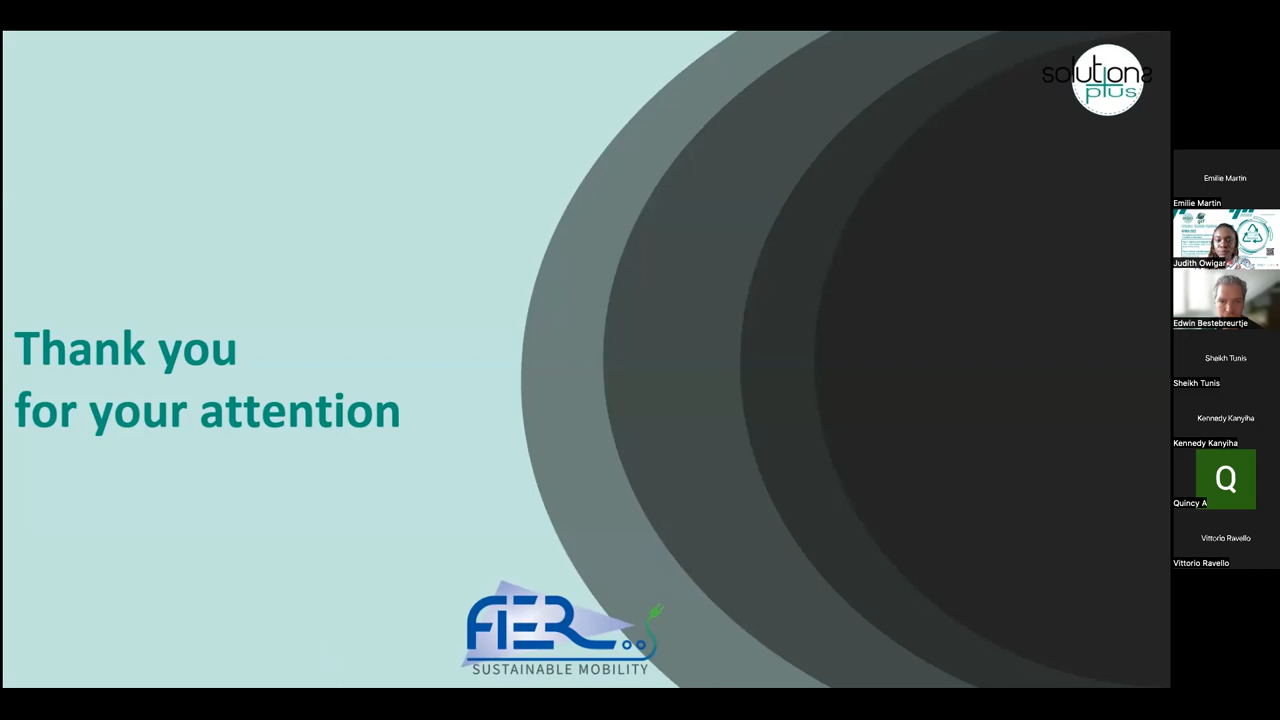 Thank you
for your attention
solutions
plus
FIER
SUSTAINABLE MOBILITY
Emilie Martin
Emilie Martin
Judith Owigar
Edwin Bestebreurtje
Sheikh Tunis
Sheikh Tunis
Kennedy Kanyiha
Kennedy Kanyiha
Q
Quincy A
Vittorio Ravello
Vittorio Ravello